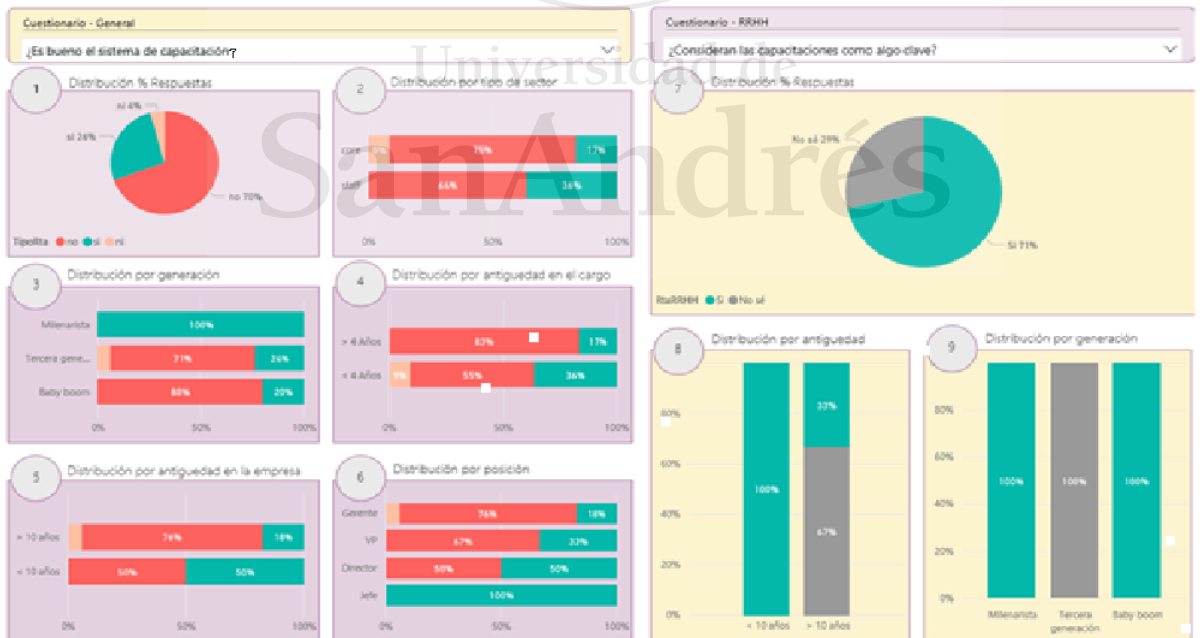 Cuestionario - General
¿Es bueno el sistema de capacitación?
Cuestionario - RRHH
¿Consideran las capacitaciones como algo clave?
Universidad de
SanAndrés
1
Distribución % Respuestas
ni 4%
si 26%
no 70%
no
si
ni
2
Distribución por tipo de sector
core
75%
17%
staff
64%
36%
0%
50%
100%
3
Distribución por generación
Milenarista
100%
Tercera gene...
71%
26%
Baby boom
80%
20%
0%
50%
100%
4
Distribución por antiguedad en el cargo
> 4 Años
83%
17%
< 4 Años
9%
55%
36%
0%
50%
100%
5
Distribución por antiguedad en la empresa
> 10 años
76%
18%
< 10 años
50%
50%
0%
50%
100%
6
Distribución por posición
Gerente
76%
18%
VP
67%
33%
Director
50%
50%
Jefe
100%
0%
50%
100%
7
Distribución % Respuestas
No sé 29%
Si 71%
RtaRRHH
Si
No sé
8
Distribución por antiguedad
80%
60%
40%
20%
0%
100%
33%
67%
< 10 años
> 10 años
9
Distribución por generación
80%
60%
40%
20%
0%
100%
100%
100%
Milenarista
Tercera generación
Baby boom